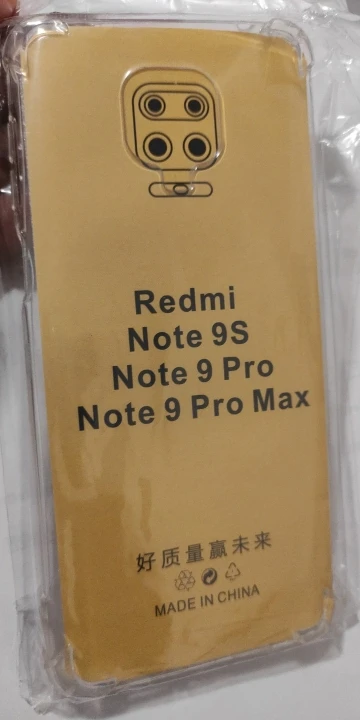 Redmi
Note 9S
Note 9 Pro
Note 9 Pro Max
好质量赢未来
MADE IN CHINA